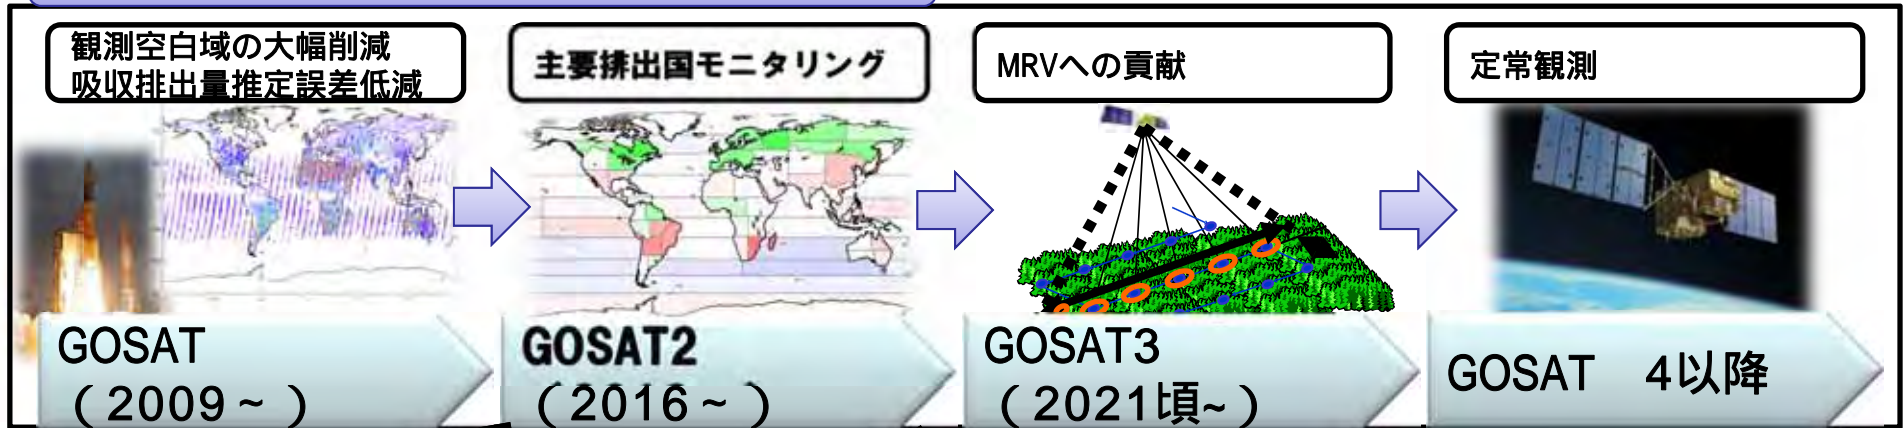 観測空白域の大幅削減
吸収排出量推定誤差低減
主要排出国モニタリング
MRVへの貢献
定常観測
GOSAT
（2009～）
GOSAT2
（2016～）
GOSAT3
（2021頃~）
GOSAT　4以降